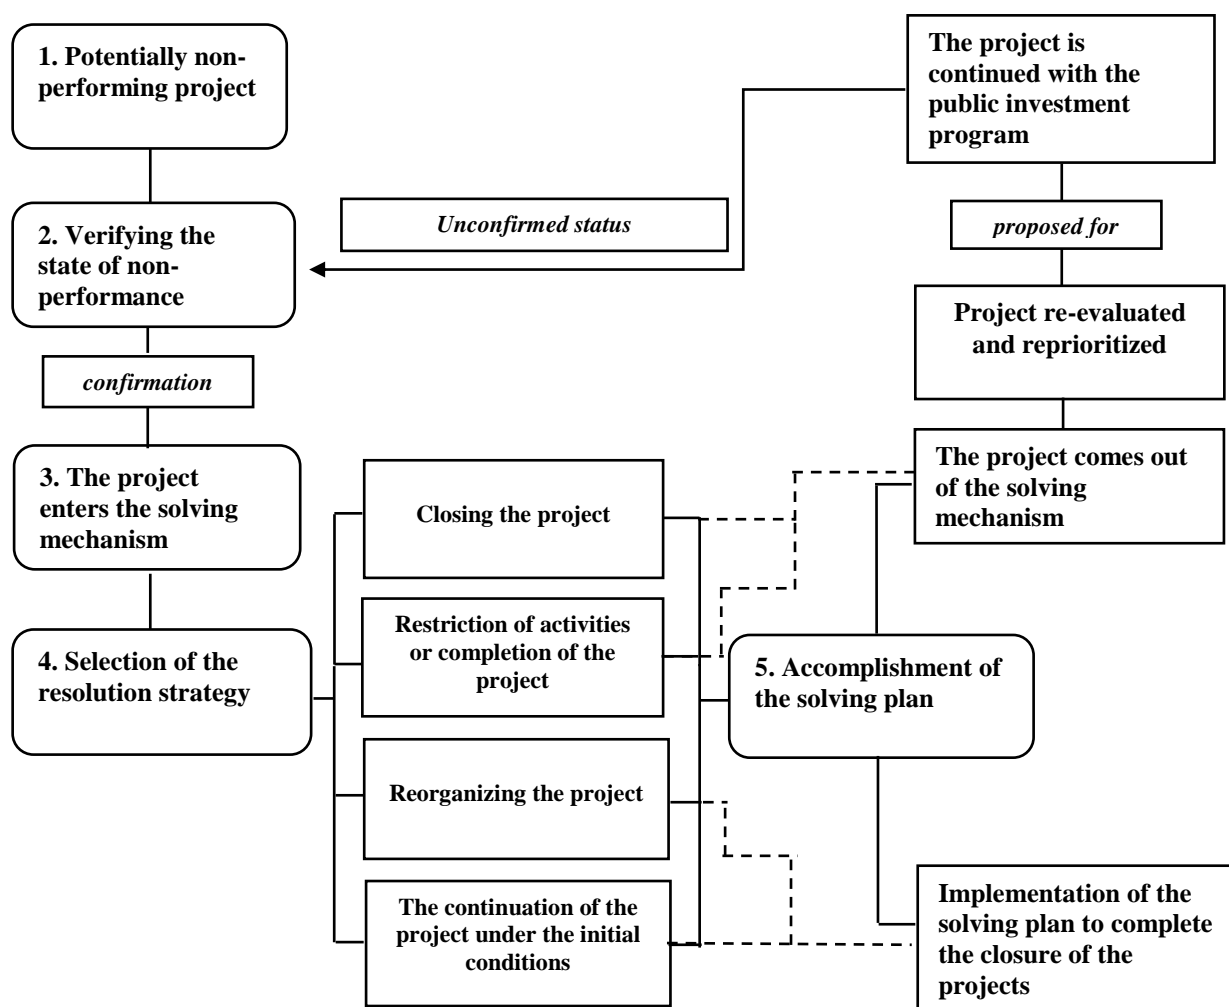 1. Potentially non-
performing project
The project is
continued with the
public investment
program
2. Verifying the
state of non-
performance
Unconfirmed status
proposed for
Project re-evaluated
and reprioritized
confirmation
3. The project
enters the solving
mechanism
Closing the project
The project comes out
of the solving
mechanism
4. Selection of the
resolution strategy
Restriction of activities
or completion of the
project
5. Accomplishment of
the solving plan
Reorganizing the project
The continuation of the
project under the initial
conditions
Implementation of the
solving plan to complete
the closure of the
projects